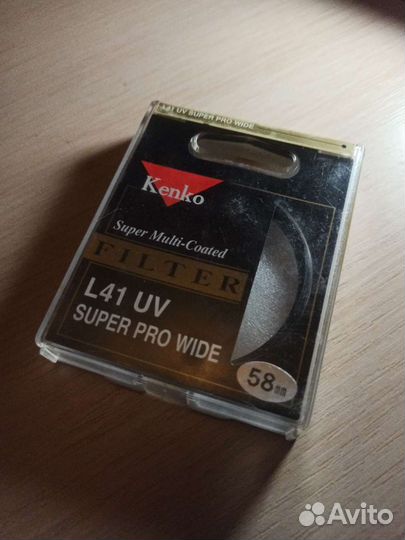 L41 UV SUPER PRO WIDE
Kenko
Super Multi-Coated
FILTER
L41 UV
SUPER PRO WIDE
58mm
Avito